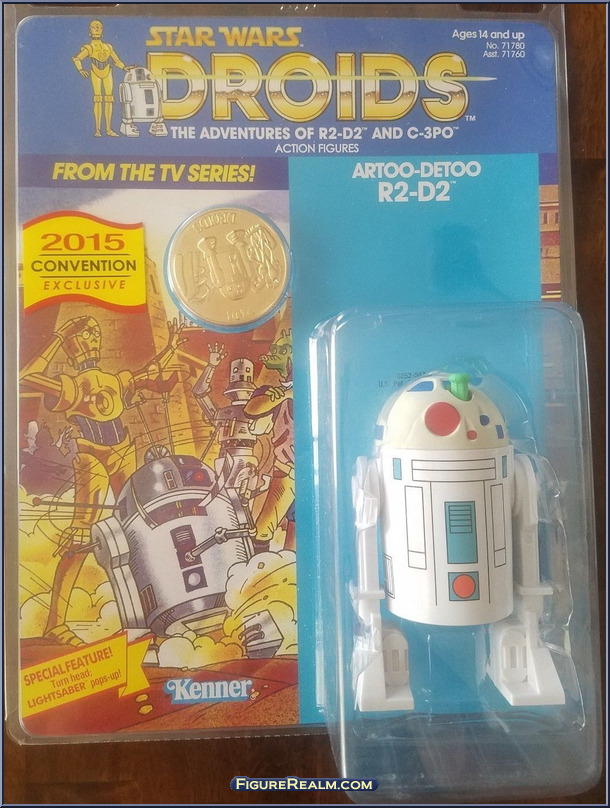 STAR WARS
DROIDS™
THE ADVENTURES OF R2-D2™ AND C-3PO™
ACTION FIGURES
Ages 14 and up
No. 71780
Asst. 71760
FROM THE TV SERIES!
ARTOO-DETOO
R2-D2™
2015
CONVENTION
EXCLUSIVE
SPECIAL FEATURE!
Turn head;
LIGHTSABER™ pops-up!
Kenner
FIGUREREALM.COM